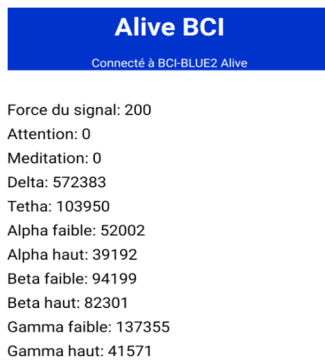 Alive BCI
Connecté à BCI-BLUE2 Alive
Force du signal: 200
Attention: 0
Meditation: 0
Delta: 572383
Tetha: 103950
Alpha faible: 52002
Alpha haut: 39192
Beta faible: 94199
Beta haut: 82301
Gamma faible: 137355
Gamma haut: 41571